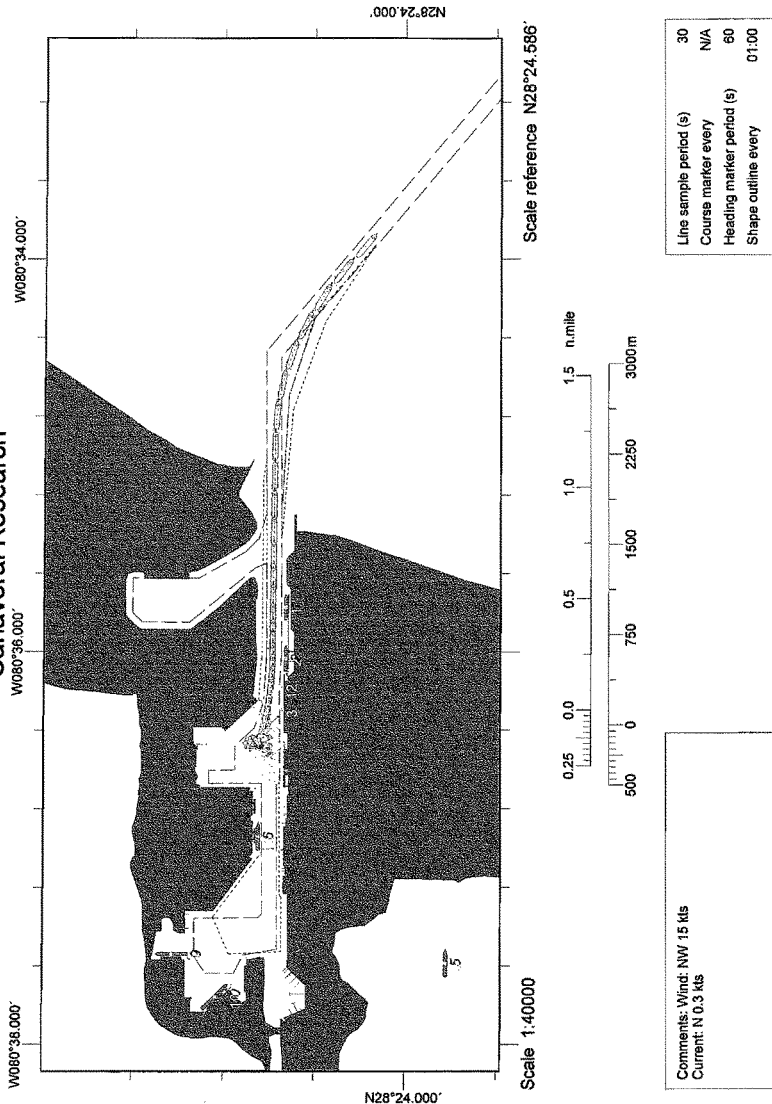 Canaveral Research
W080°38.000´
W080°36.000´
W080°34.000´
N28°24.000´
N28°24.000´
Scale 1:40000
Scale reference N28°24.586´
0.25 0.0 0.5 1.0 1.5 n.mile
500 0 750 1500 2250 3000m
Comments: Wind: NW 15 kts
Current: N 0.3 kts
Line sample period (s) 30
Course marker every N/A
Heading marker period (s) 60
Shape outline every 01:00